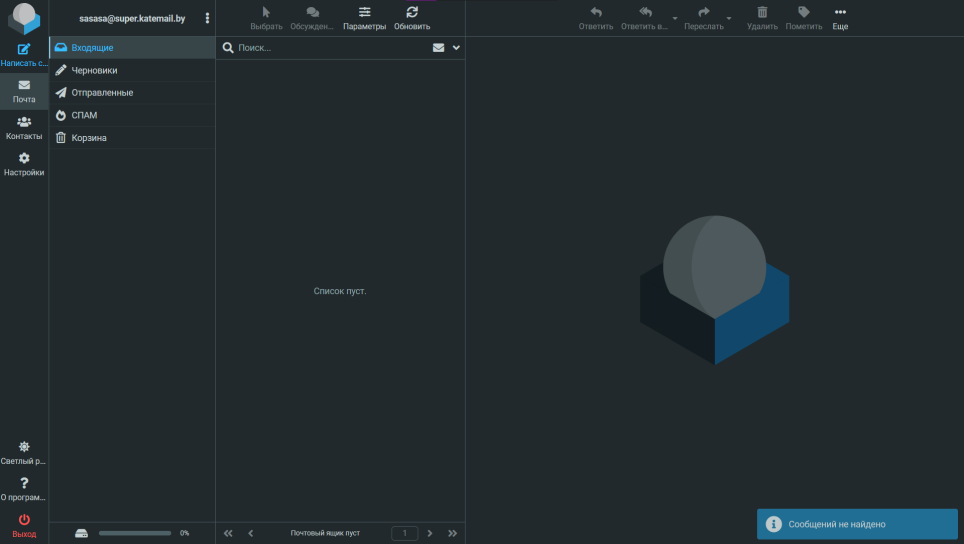 sasasa@super.katemail.by
Выбрать
Обсужден...
Параметры
Обновить
Ответить
Ответить в...
Переслать
Удалить
Пометить
Еще
Написать с...
Почта
Контакты
Настройки
Входящие
Черновики
Отправленные
СПАМ
Корзина
Поиск...
Список пуст.
Светлый р...
?
О програм...
Выход
0%
Почтовый ящик пуст
1
Сообщений не найдено